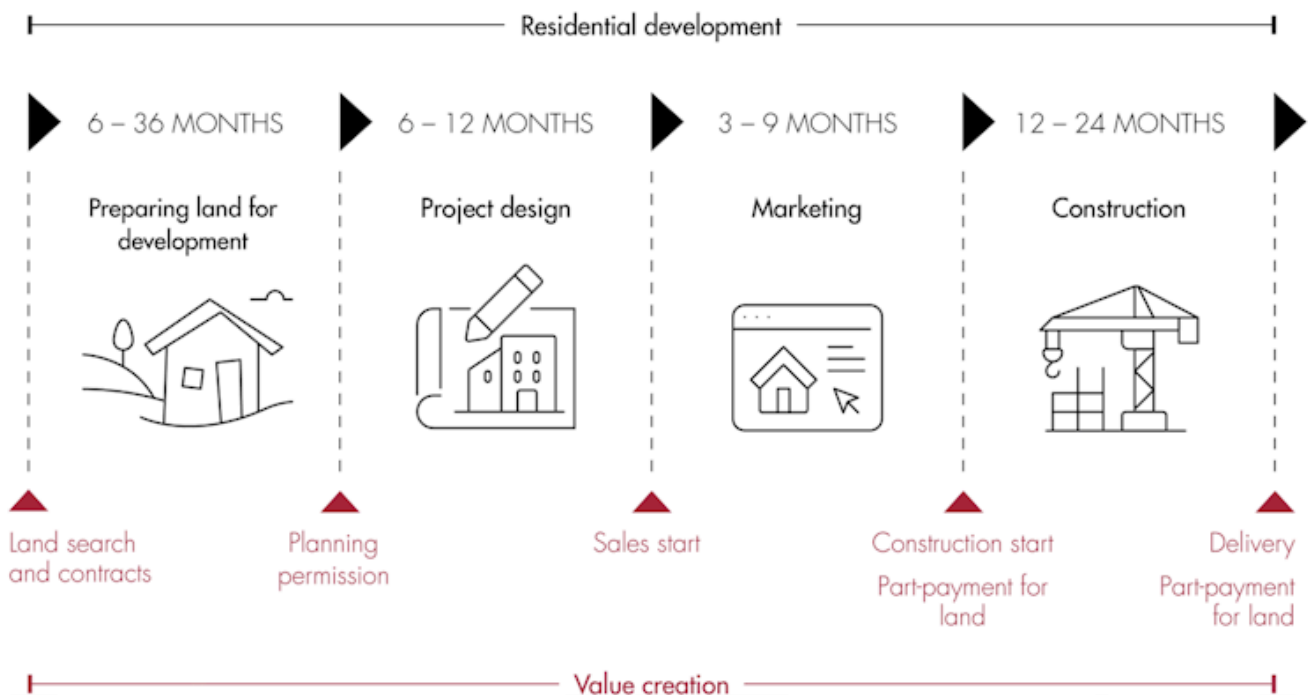 Residential development
6 – 36 MONTHS
6 – 12 MONTHS
3 – 9 MONTHS
12 – 24 MONTHS
Preparing land for
development
Project design
Marketing
Construction
Land search
and contracts
Planning
permission
Sales start
Construction start
Part-payment for
land
Delivery
Part-payment
for land
Value creation